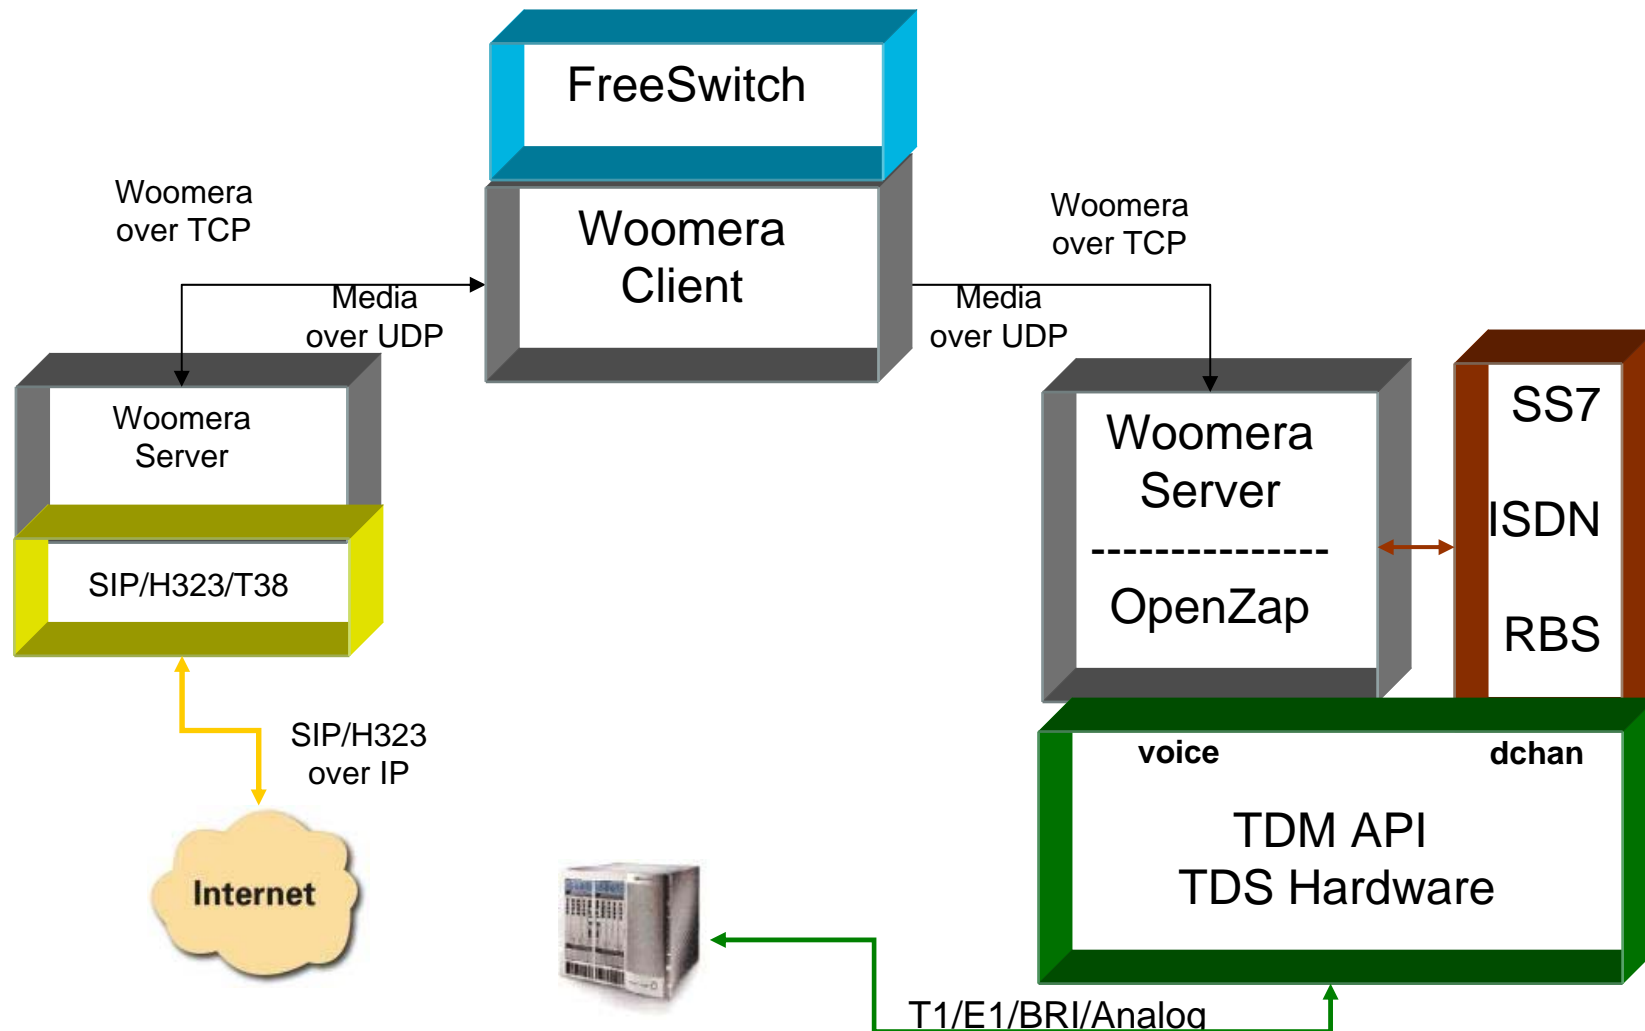 FreeSwitch
Woomera
Client
Woomera
over TCP
Media
over UDP
Woomera
over TCP
Media
over UDP
Woomera
Server
SIP/H323/T38
SIP/H323
over IP
Internet
Woomera
Server
---------------
OpenZap
SS7
ISDN
RBS
voice
dchan
TDM API
TDS Hardware
T1/E1/BRI/Analog